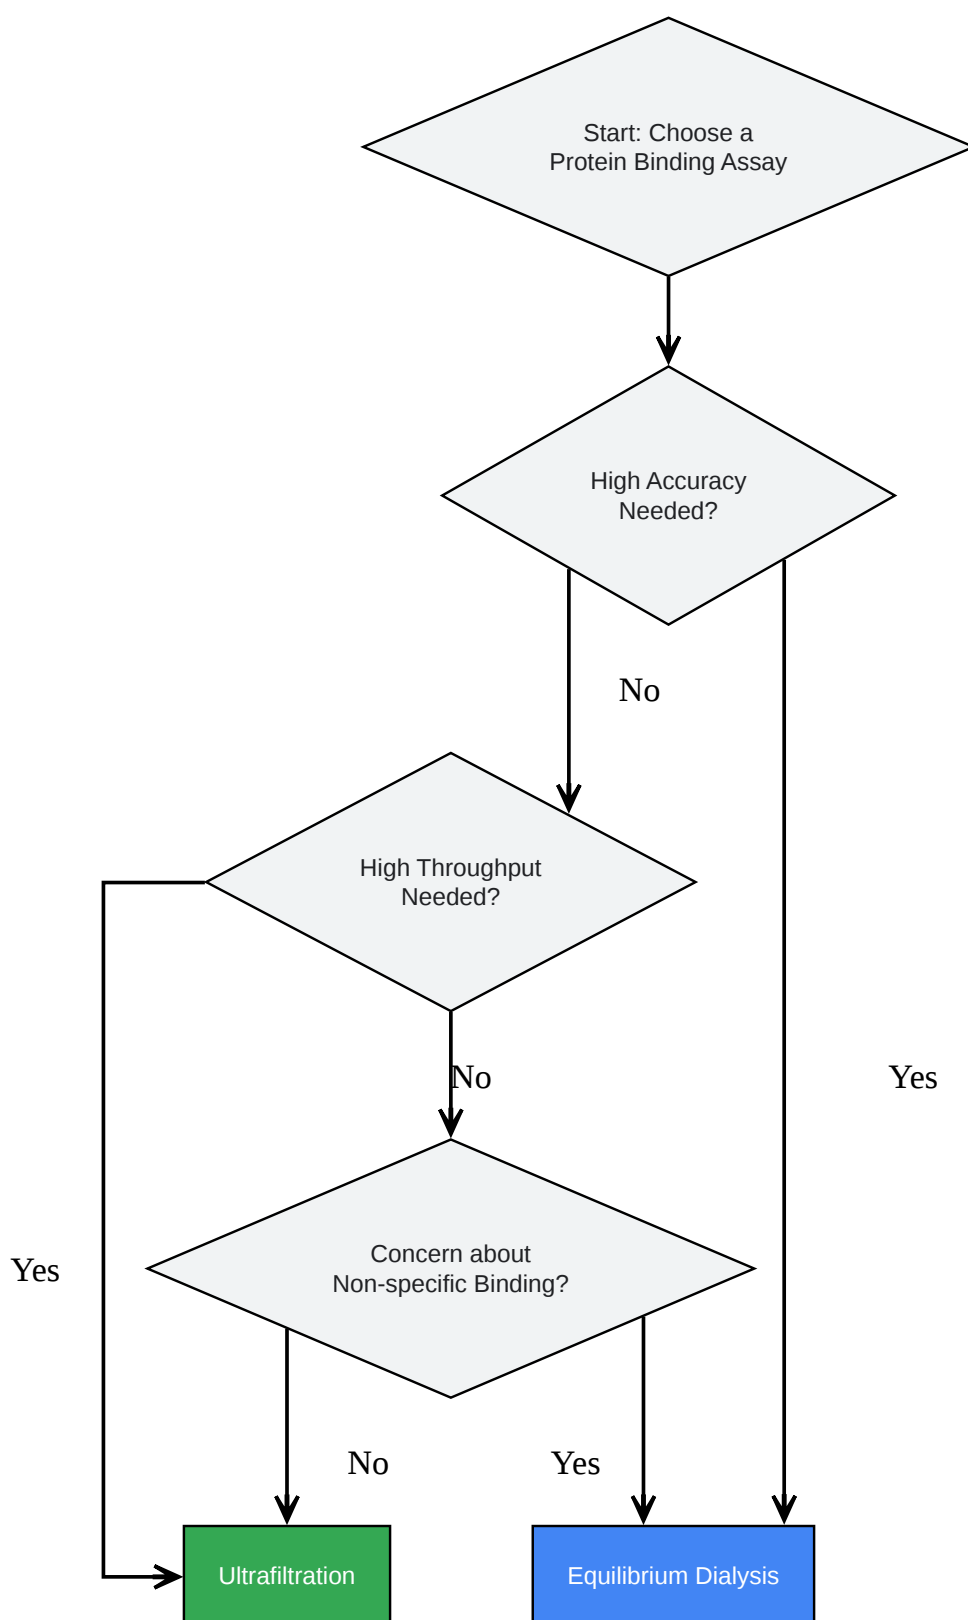 Start: Choose a
Protein Binding Assay
High Accuracy
Needed?
No
High Throughput
Needed?
No
Yes
Concern about
Non-specific Binding?
Yes
No
Yes
Ultrafiltration
Equilibrium Dialysis